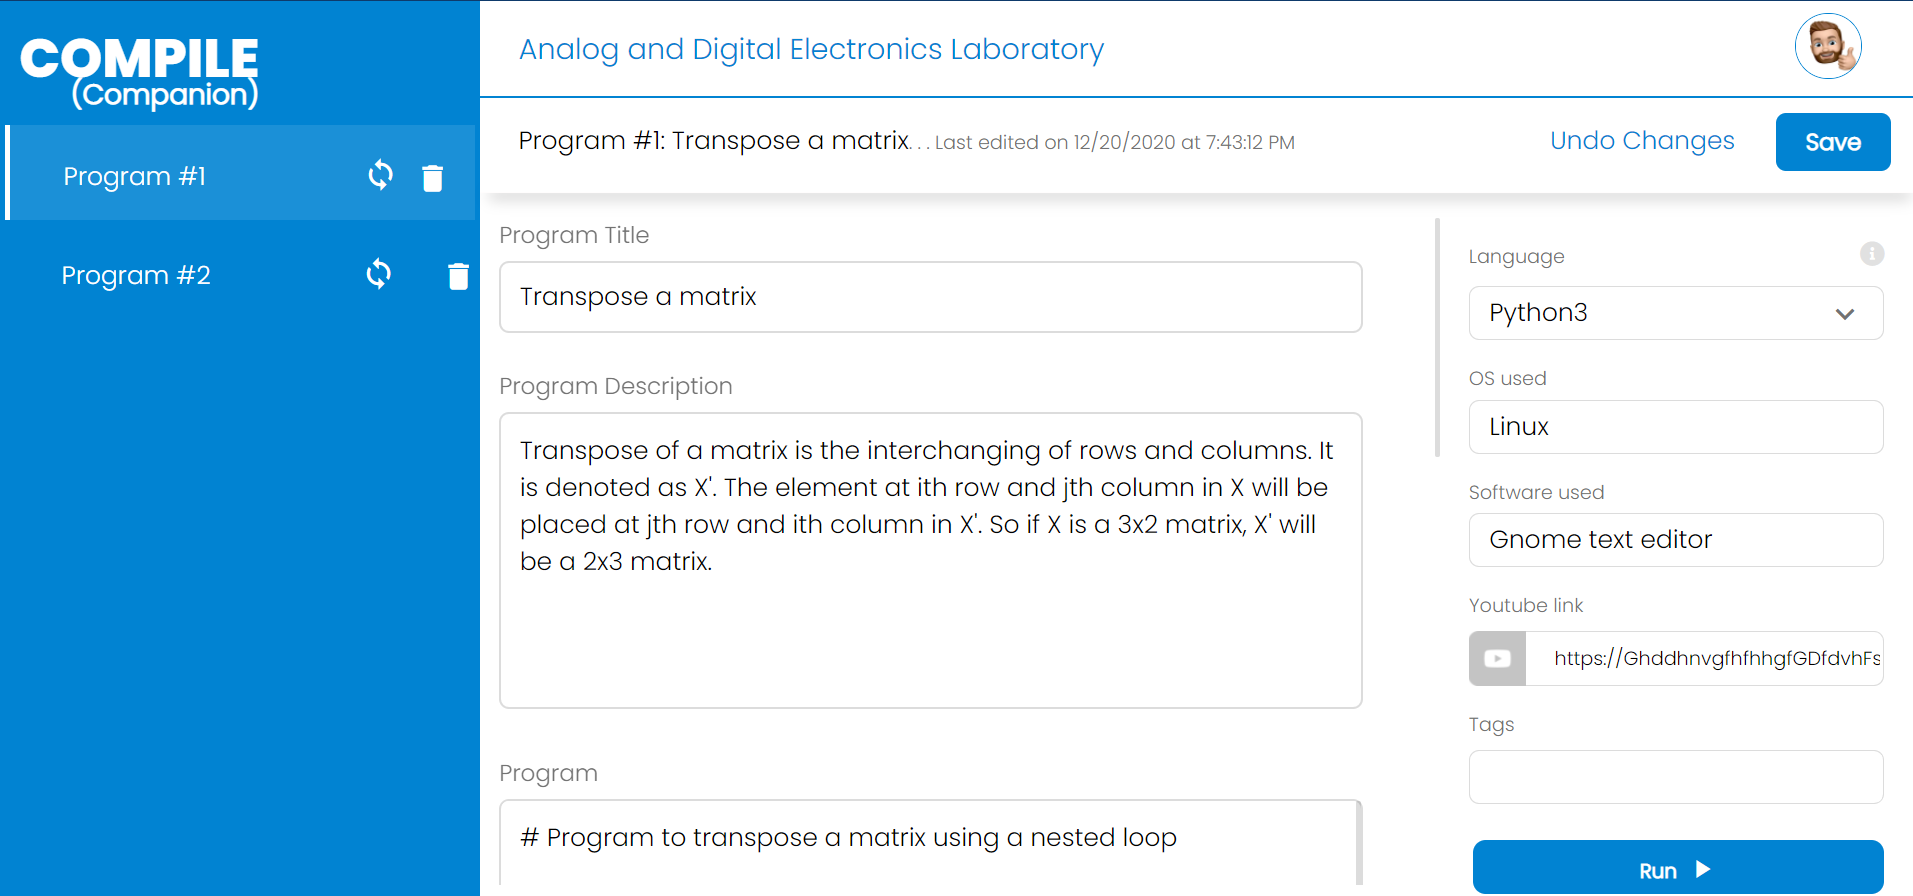 COMPILE
(Companion)
Program #1
Program #2
Analog and Digital Electronics Laboratory
Program #1: Transpose a matrix. . . Last edited on 12/20/2020 at 7:43:12 PM
Undo Changes
Save
Program Title
Transpose a matrix
Program Description
Transpose of a matrix is the interchanging of rows and columns. It
is denoted as X'. The element at ith row and jth column in X will be
placed at jth row and ith column in X'. So if X is a 3x2 matrix, X' will
be a 2x3 matrix.
Program
# Program to transpose a matrix using a nested loop
Language
Python3
OS used
Linux
Software used
Gnome text editor
Youtube link
https://GhddhnvgfhfhhgfGDfdvhFs
Tags
Run